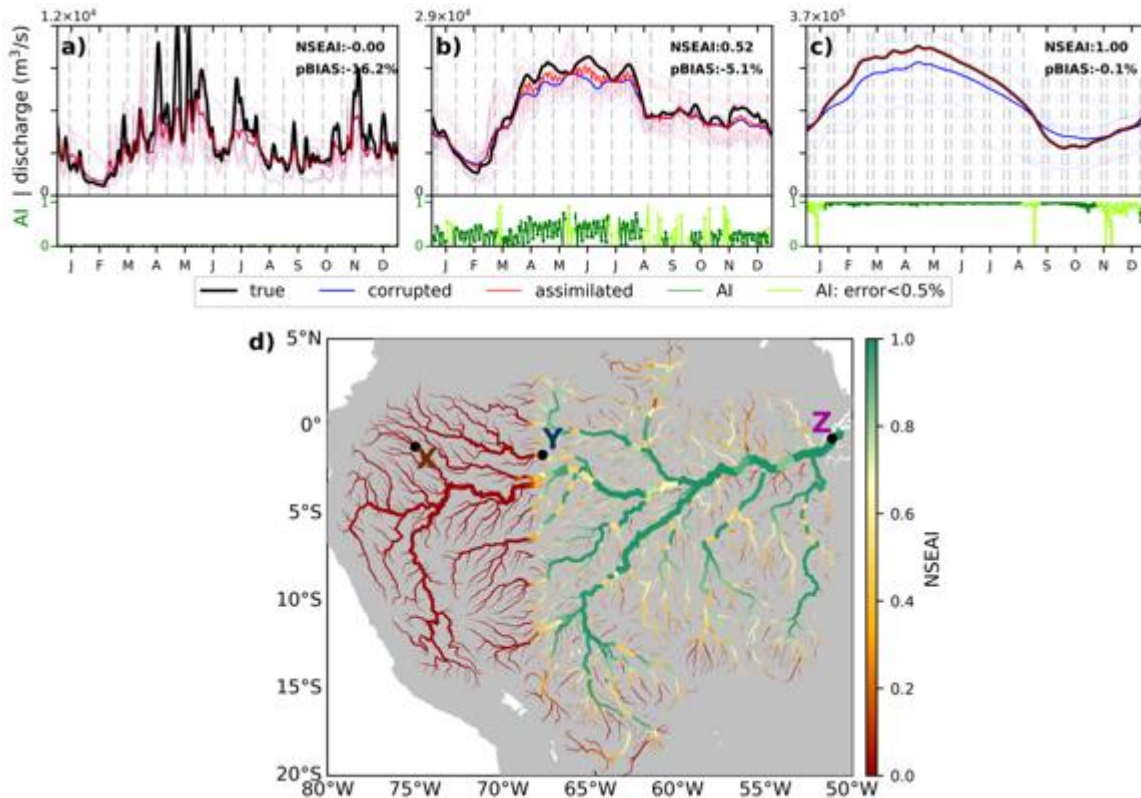 1.2×10⁴
a)
NSEAI:-0.00
pBIAS:-16.2%
2.9×10⁴
b)
NSEAI:0.52
pBIAS:-5.1%
3.7×10⁵
c)
NSEAI:1.00
pBIAS:-0.1%
AI | discharge (m³/s)
0
0
0
1
0
1
0
1
0
J F M A M J J A S O N D
J F M A M J J A S O N D
J F M A M J J A S O N D
true corrupted assimilated AI AI: error<0.5%
d)
5°N
0°
5°S
10°S
15°S
20°S
80°W 75°W 70°W 65°W 60°W 55°W 50°W
X
Y
Z
1.0
0.8
0.6
0.4
0.2
0.0
NSEAI